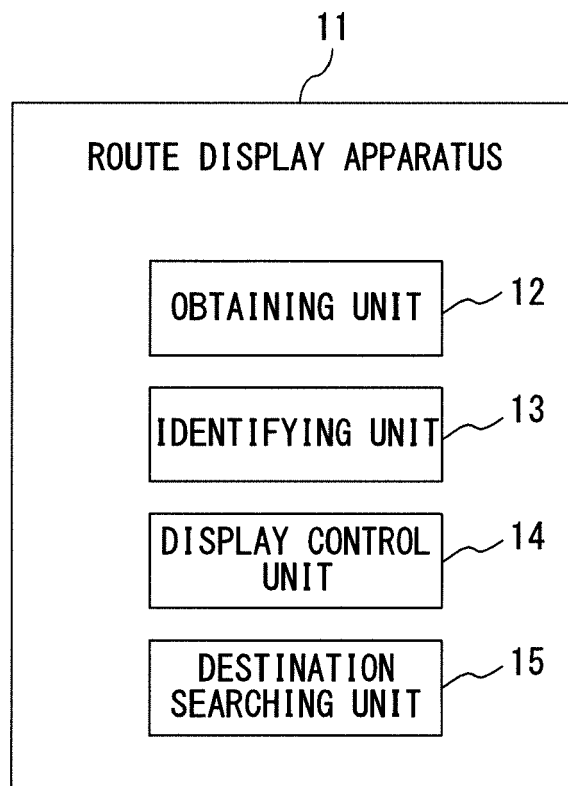 11
ROUTE DISPLAY APPARATUS
OBTAINING UNIT
12
IDENTIFYING UNIT
13
DISPLAY CONTROL
UNIT
14
DESTINATION
SEARCHING UNIT
15